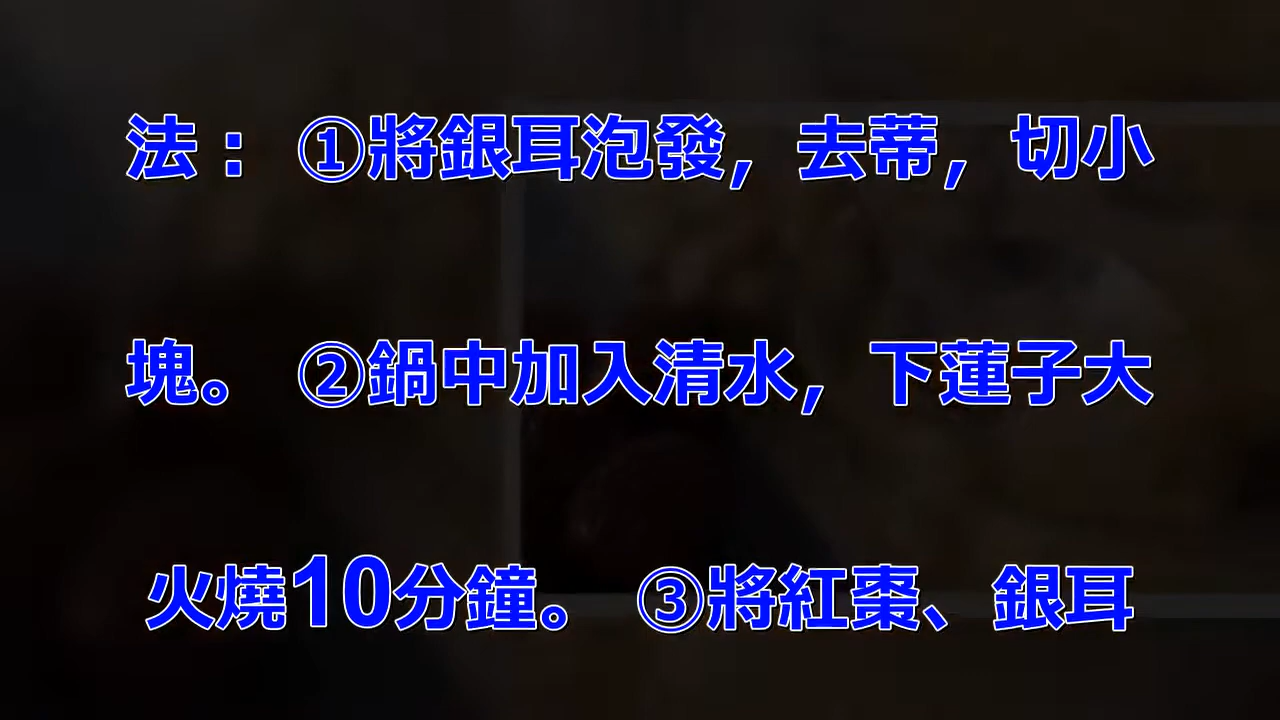 法： ①將銀耳泡發，去蒂，切小
塊。 ②鍋中加入清水，下蓮子大
火燒10分鐘。 ③將紅棗、銀耳